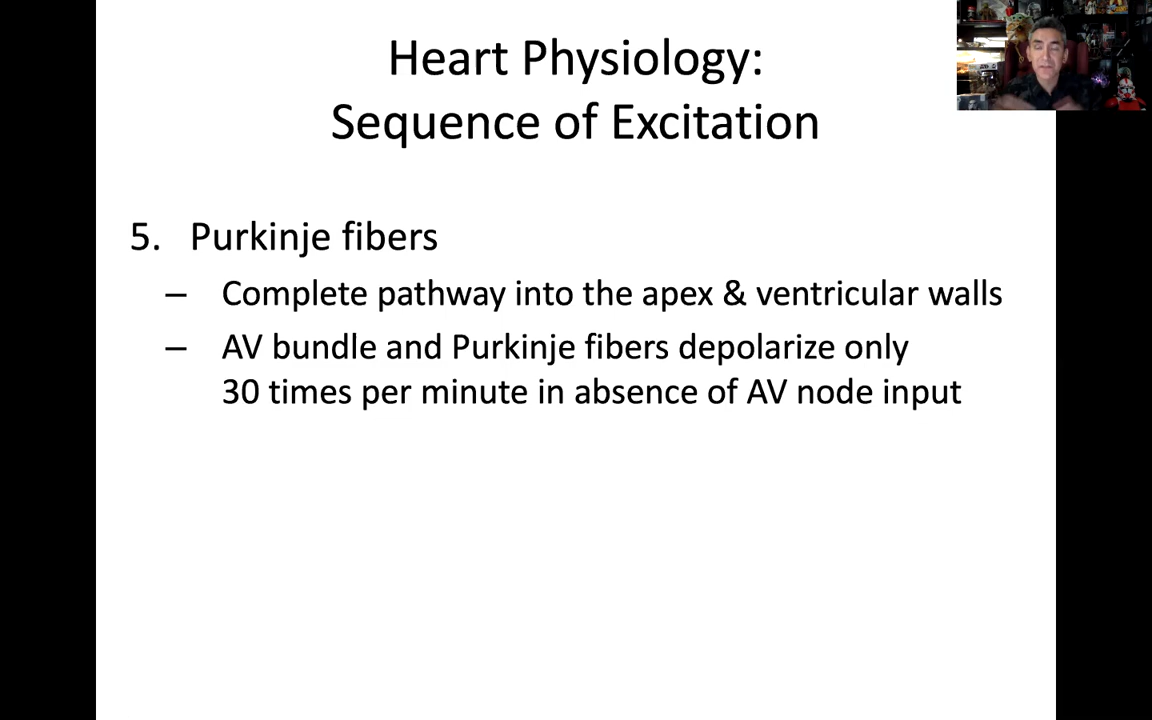 Heart Physiology:
Sequence of Excitation
5. Purkinje fibers
– Complete pathway into the apex & ventricular walls
– AV bundle and Purkinje fibers depolarize only
30 times per minute in absence of AV node input